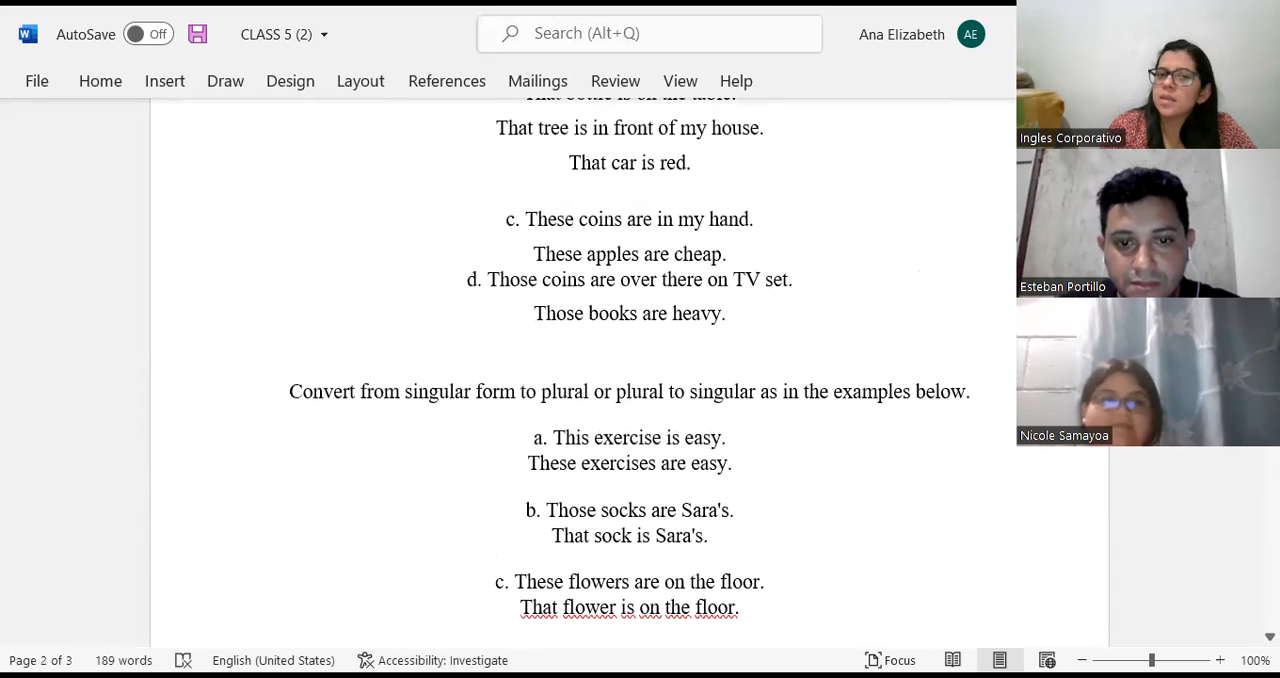 AutoSave Off CLASS 5 (2) Search (Alt+Q) Ana Elizabeth AE
File Home Insert Draw Design Layout References Mailings Review View Help
That bottle is on the table.
That tree is in front of my house.
That car is red.
c. These coins are in my hand.
These apples are cheap.
d. Those coins are over there on TV set.
Those books are heavy.
Convert from singular form to plural or plural to singular as in the examples below.
a. This exercise is easy.
These exercises are easy.
b. Those socks are Sara's.
That sock is Sara's.
c. These flowers are on the floor.
That flower is on the floor.
Page 2 of 3 189 words English (United States) Accessibility: Investigate Focus 100%
Ingles Corporativo
Esteban Portillo
Nicole Samayoa